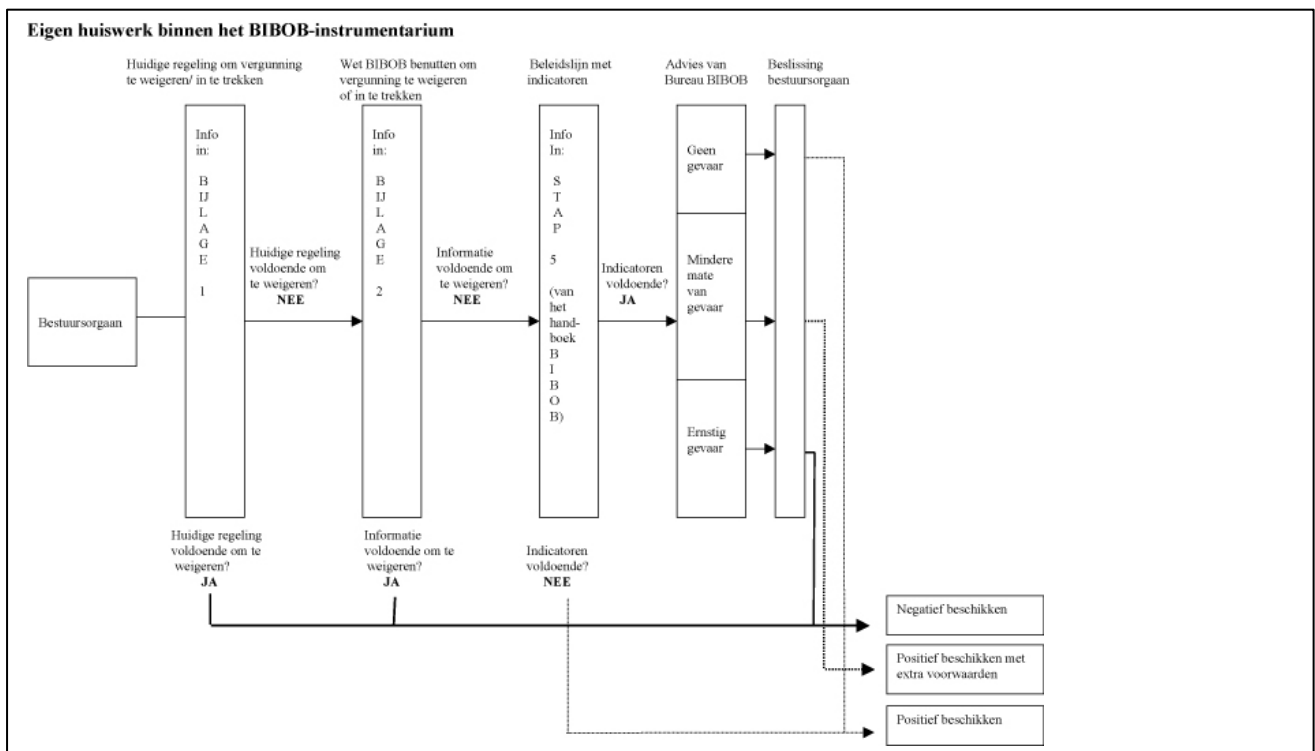 Eigen huiswerk binnen het BIBOB-instrumentarium
Huidige regeling om vergunning
te weigeren/ in te trekken
Wet BIBOB benutten om
vergunning te weigeren
of in te trekken
Beleidslijn met
indicatoren
Advies van
Bureau BIBOB
Beslissing
bestuursorgaan
Bestuursorgaan
Info
in:
B
IJ
L
A
G
E
1
Huidige regeling
voldoende om
te weigeren?
NEE
Info
in:
B
IJ
L
A
G
E
2
Informatie
voldoende om
te weigeren?
NEE
Info
In:
S
T
A
P
5
(van
het
hand-
boek
B
I
B
O
B)
Indicatoren
voldoende?
JA
Geen
gevaar
Mindere
mate
van
gevaar
Ernstig
gevaar
Huidige regeling
voldoende om te
weigeren?
JA
Informatie
voldoende om te
weigeren?
JA
Indicatoren
voldoende?
NEE
Negatief beschikken
Positief beschikken met
extra voorwaarden
Positief beschikken